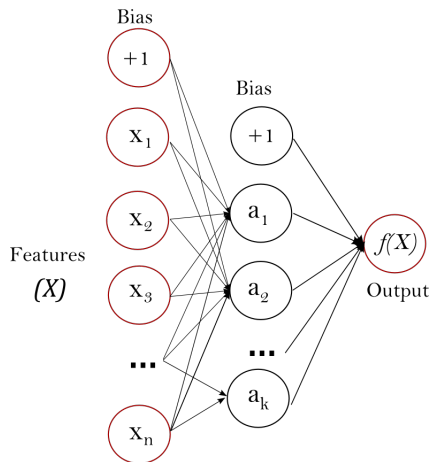 Bias
+1
x1
x2
x3
...
xn
Features
(X)
Bias
+1
a1
a2
...
ak
f(X)
Output